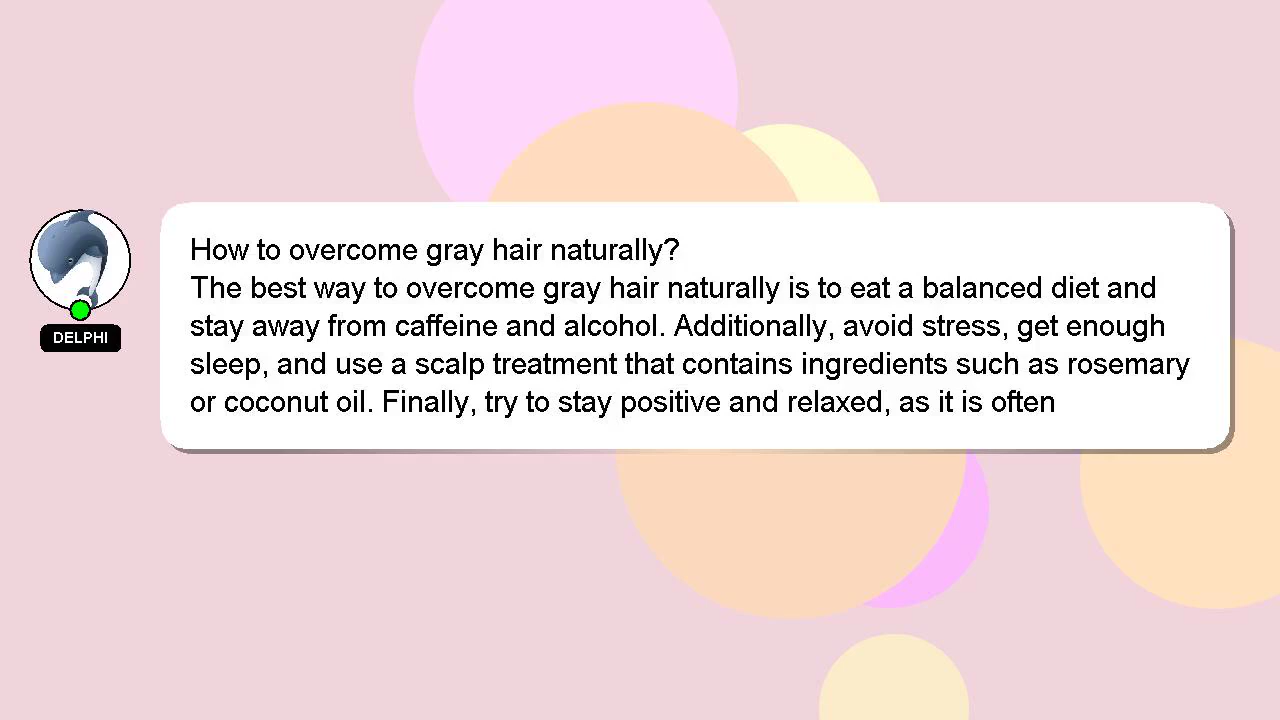 How to overcome gray hair naturally?
The best way to overcome gray hair naturally is to eat a balanced diet and
stay away from caffeine and alcohol. Additionally, avoid stress, get enough
sleep, and use a scalp treatment that contains ingredients such as rosemary
or coconut oil. Finally, try to stay positive and relaxed, as it is often
DELPHI